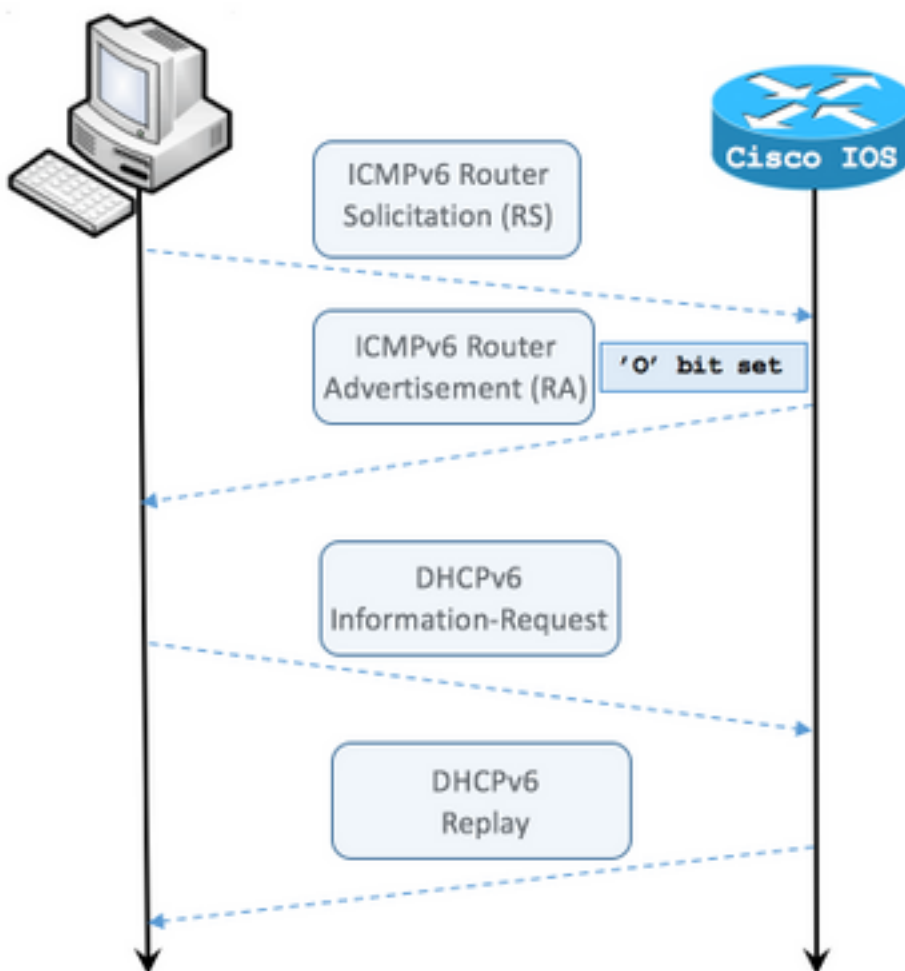 Cisco IOS
ICMPv6 Router
Solicitation (RS)
ICMPv6 Router
Advertisement (RA)
'O' bit set
DHCPv6
Information-Request
DHCPv6
Replay